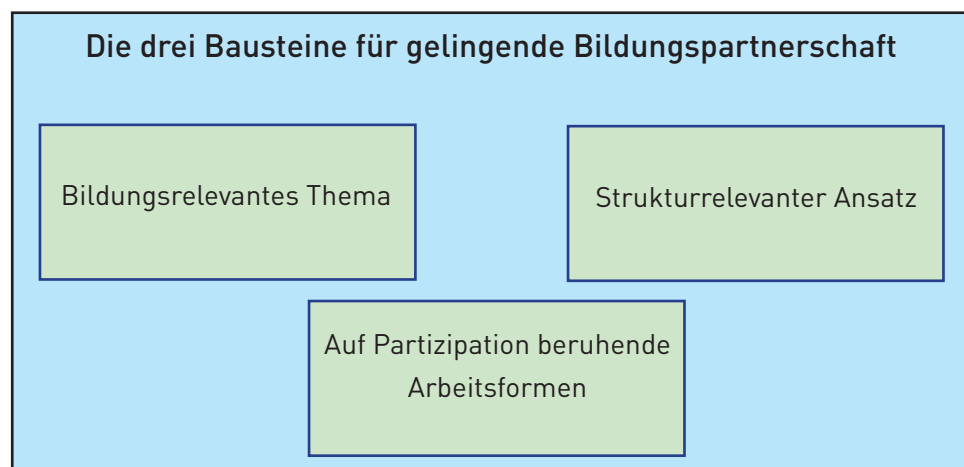 Die drei Bausteine für gelingende Bildungspartnerschaft
Bildungsrelevantes Thema
Strukturrelevanter Ansatz
Auf Partizipation beruhende
Arbeitsformen